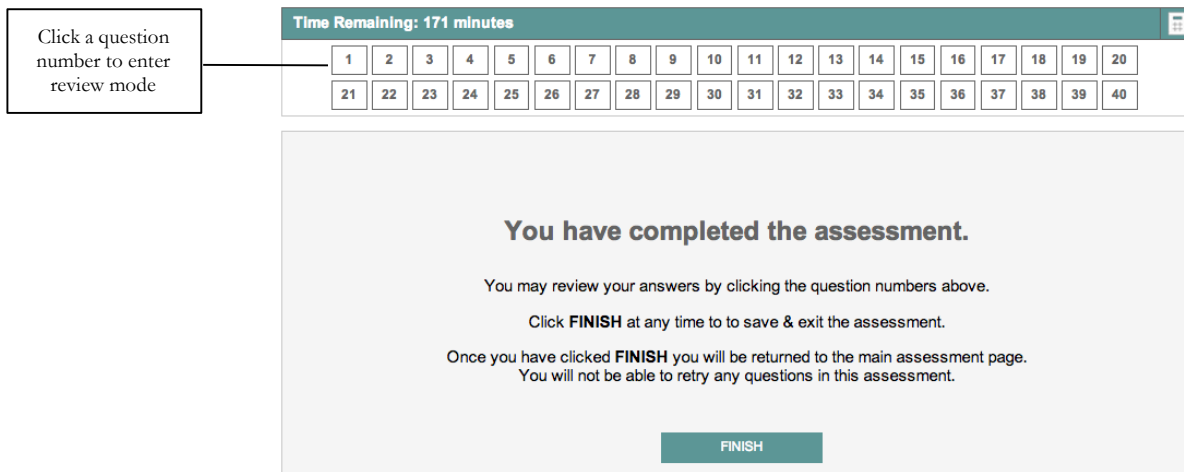 Click a question
number to enter
review mode
Time Remaining: 171 minutes
1 2 3 4 5 6 7 8 9 10 11 12 13 14 15 16 17 18 19 20
21 22 23 24 25 26 27 28 29 30 31 32 33 34 35 36 37 38 39 40
You have completed the assessment.
You may review your answers by clicking the question numbers above.
Click FINISH at any time to to save & exit the assessment.
Once you have clicked FINISH you will be returned to the main assessment page.
You will not be able to retry any questions in this assessment.
FINISH